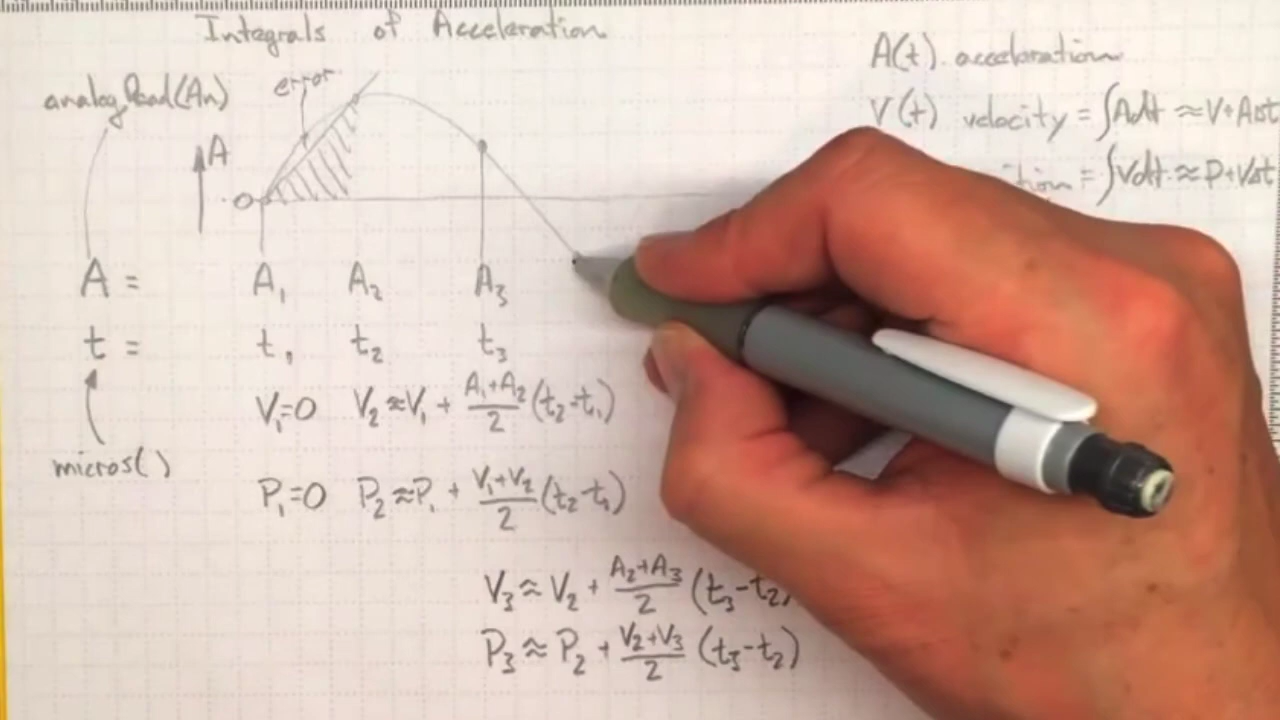 Integrals of Acceleration
A(t) acceleration
analogRead(An)
error
V(t) velocity = ∫Adt ≈ V+AΔt
A
= ∫Vdt ≈ P+VΔt
0
A = A₁ A₂ A₃
t = t₁ t₂ t₃
V₁=0 V₂≈V₁ + (A₁+A₂)/2 (t₂-t₁)
micros()
P₁=0 P₂≈P₁ + (V₁+V₂)/2 (t₂-t₁)
V₃ ≈ V₂ + (A₂+A₃)/2 (t₃-t₂)
P₃ ≈ P₂ + (V₂+V₃)/2 (t₃-t₂)